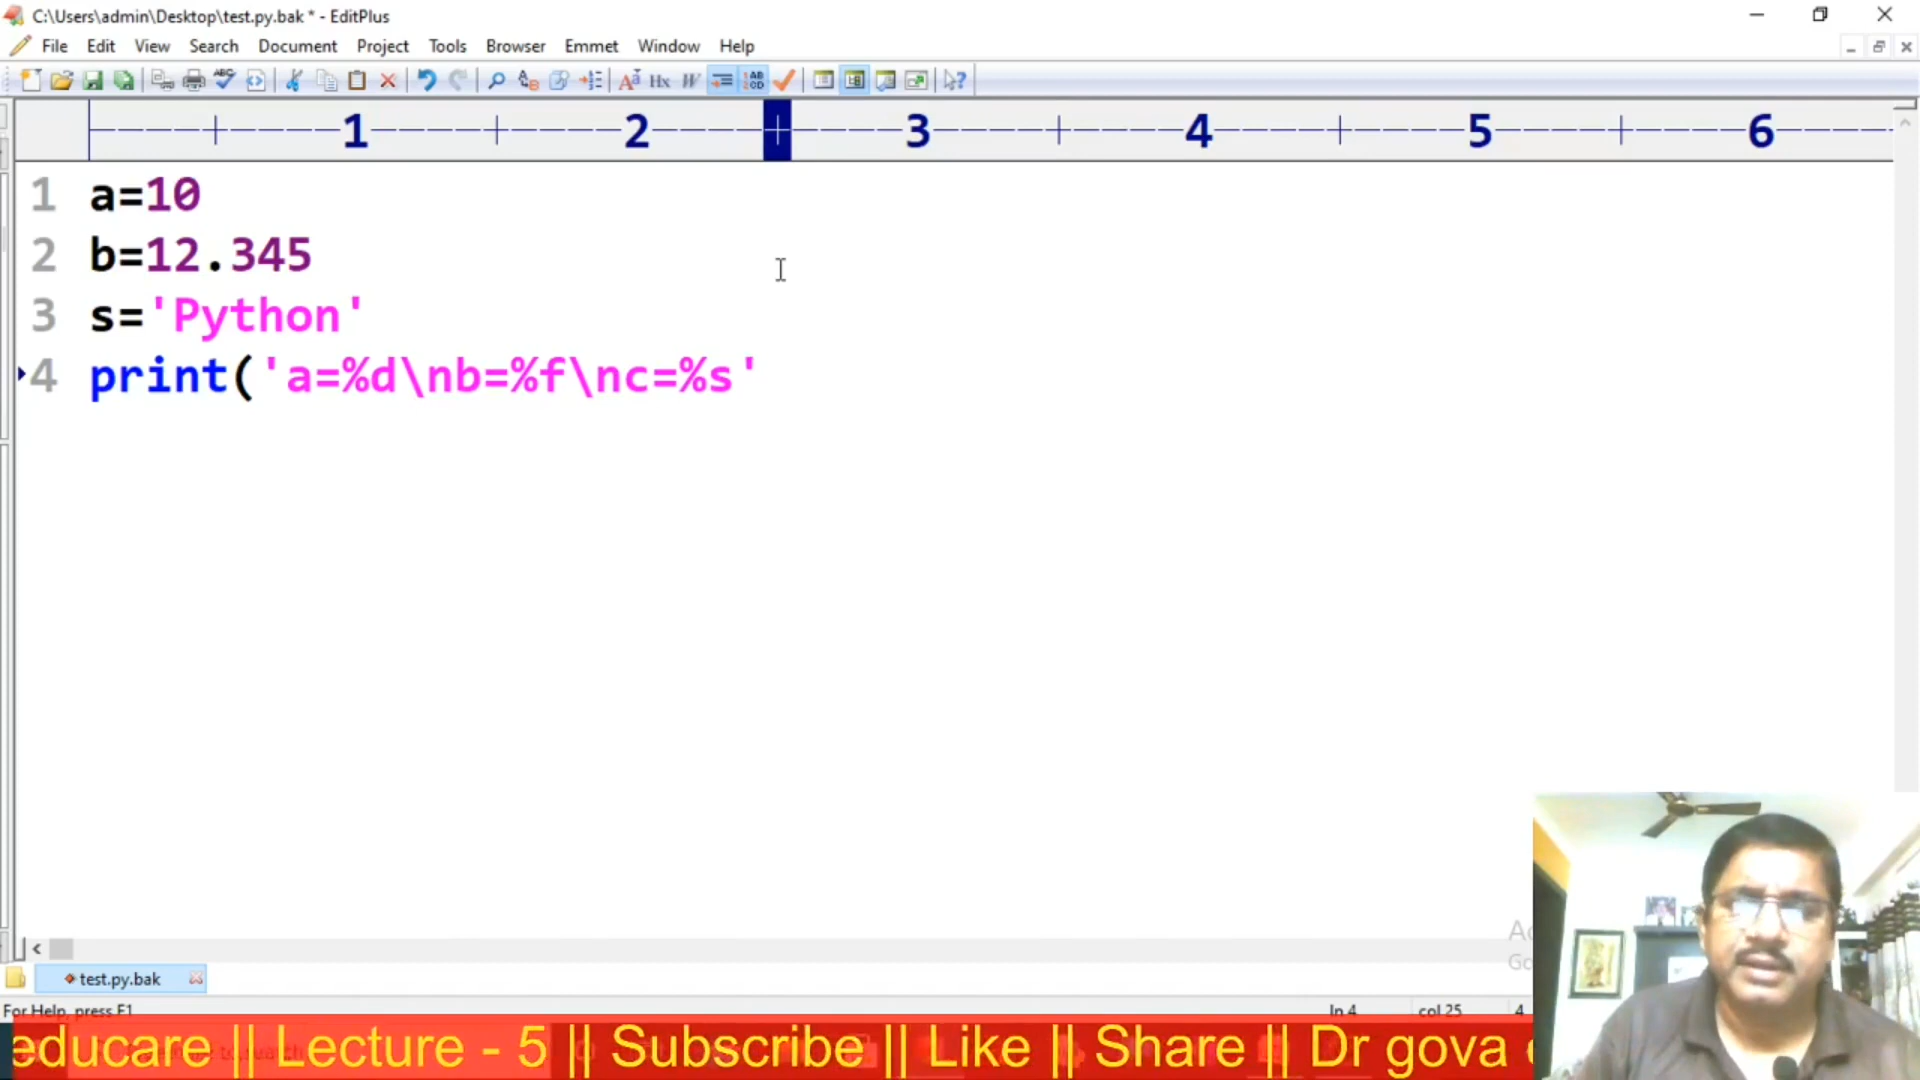 C:\Users\admin\Desktop\test.py.bak * - EditPlus
File Edit View Search Document Project Tools Browser Emmet Window Help
1 2 3 4 5 6
1 a=10
2 b=12.345
3 s='Python'
4 print('a=%d\nb=%f\nc=%s'
test.py.bak
For Help, press F1
ln 4 col 25 4
educare || Lecture - 5 || Subscribe || Like || Share || Dr gova